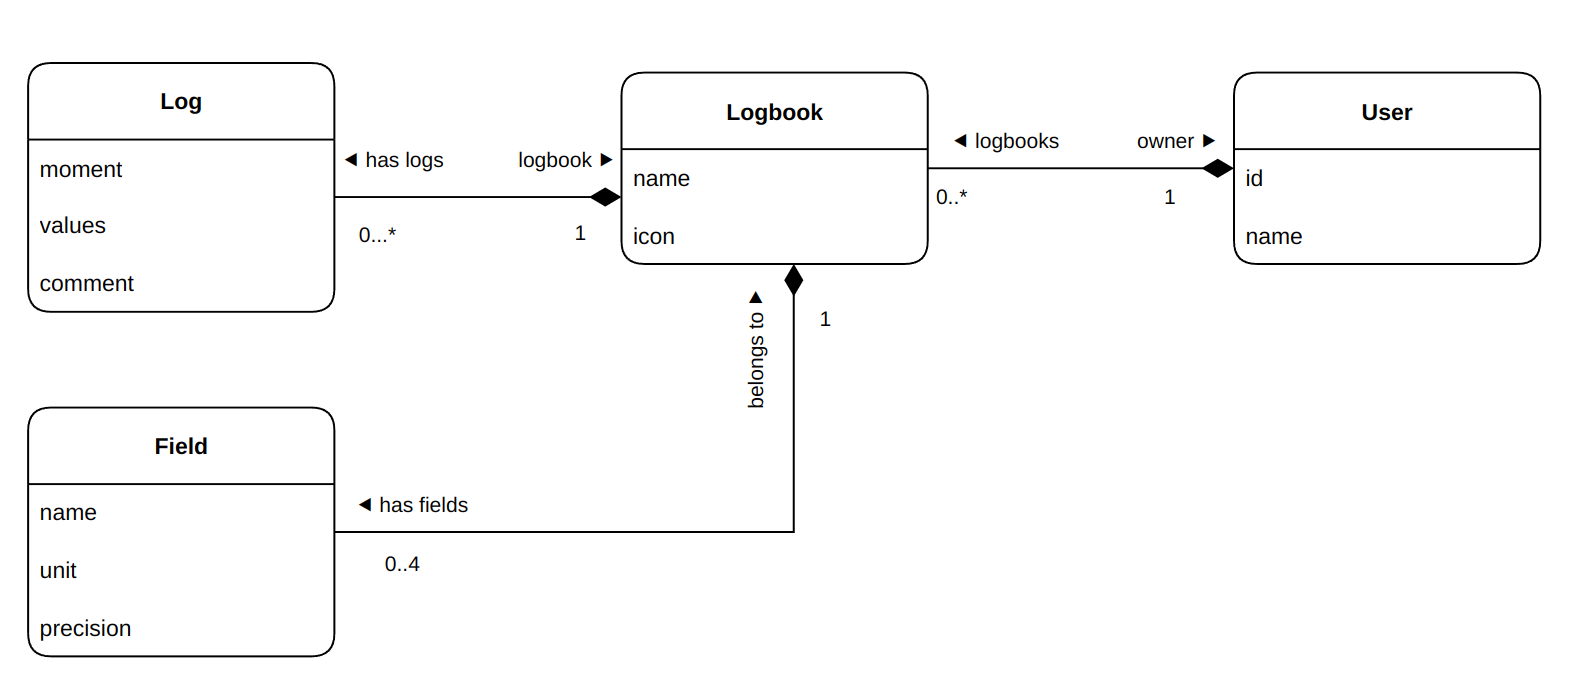 Log
moment
values
comment
◀ has logs
logbook ▶
0...*
1
Logbook
name
icon
◀ logbooks
owner ▶
0..*
1
User
id
name
belongs to ▶
1
Field
name
unit
precision
◀ has fields
0..4